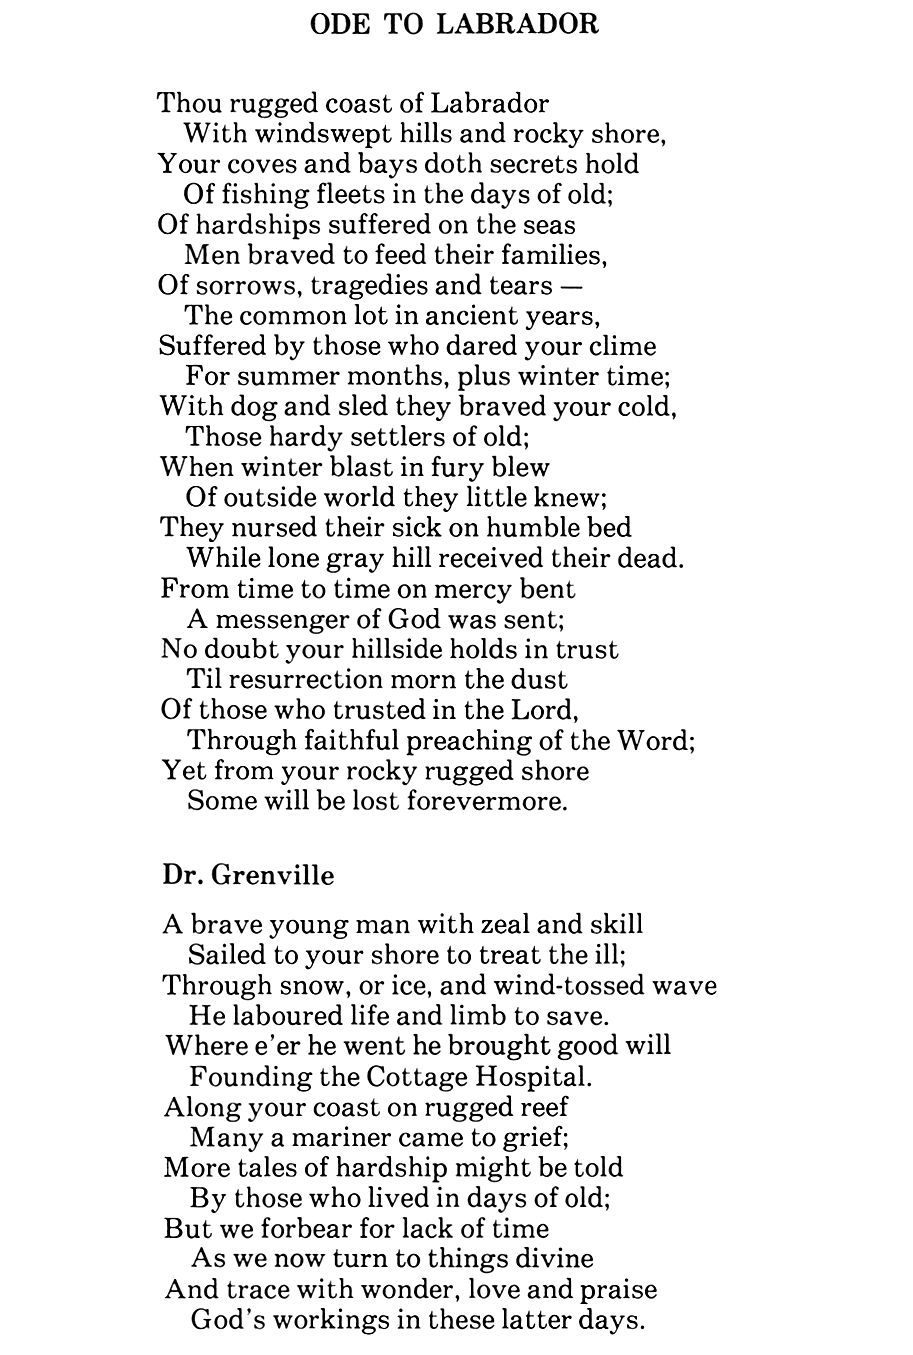 ODE TO LABRADOR
Thou rugged coast of Labrador
With windswept hills and rocky shore,
Your coves and bays doth secrets hold
Of fishing fleets in the days of old;
Of hardships suffered on the seas
Men braved to feed their families,
Of sorrows, tragedies and tears —
The common lot in ancient years,
Suffered by those who dared your clime
For summer months, plus winter time;
With dog and sled they braved your cold,
Those hardy settlers of old;
When winter blast in fury blew
Of outside world they little knew;
They nursed their sick on humble bed
While lone gray hill received their dead.
From time to time on mercy bent
A messenger of God was sent;
No doubt your hillside holds in trust
Til resurrection morn the dust
Of those who trusted in the Lord,
Through faithful preaching of the Word;
Yet from your rocky rugged shore
Some will be lost forevermore.
Dr. Grenville
A brave young man with zeal and skill
Sailed to your shore to treat the ill;
Through snow, or ice, and wind-tossed wave
He laboured life and limb to save.
Where e'er he went he brought good will
Founding the Cottage Hospital.
Along your coast on rugged reef
Many a mariner came to grief;
More tales of hardship might be told
By those who lived in days of old;
But we forbear for lack of time
As we now turn to things divine
And trace with wonder, love and praise
God's workings in these latter days.